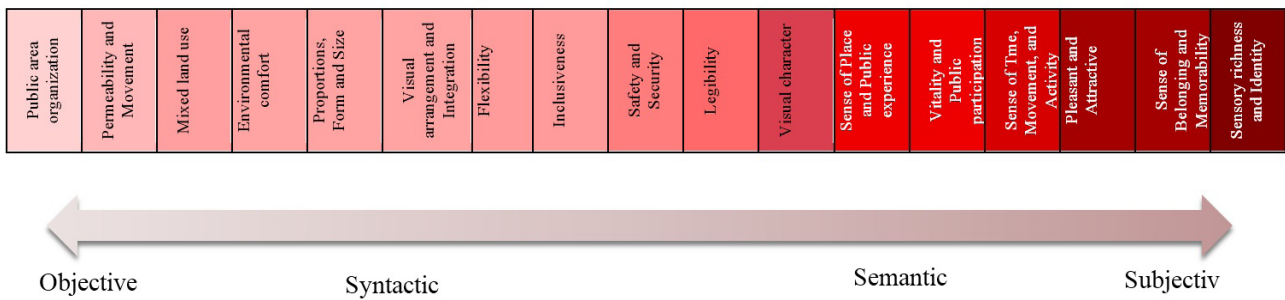 Public area
organization
Permeability and
Movement
Mixed land use
Environmental
comfort
Proportions,
Form and Size
Visual
arrangement and
Integration
Flexibility
Inclusiveness
Safety and
Security
Legibility
Visual character
Sense of Place
and Public
experience
Vitality and
Public
participation
Sense of Tme,
Movement, and
Activity
Pleasant and
Attractive
Sense of
Belonging and
Memorability
Sensory richness
and Identity
Objective
Syntactic
Semantic
Subjectiv